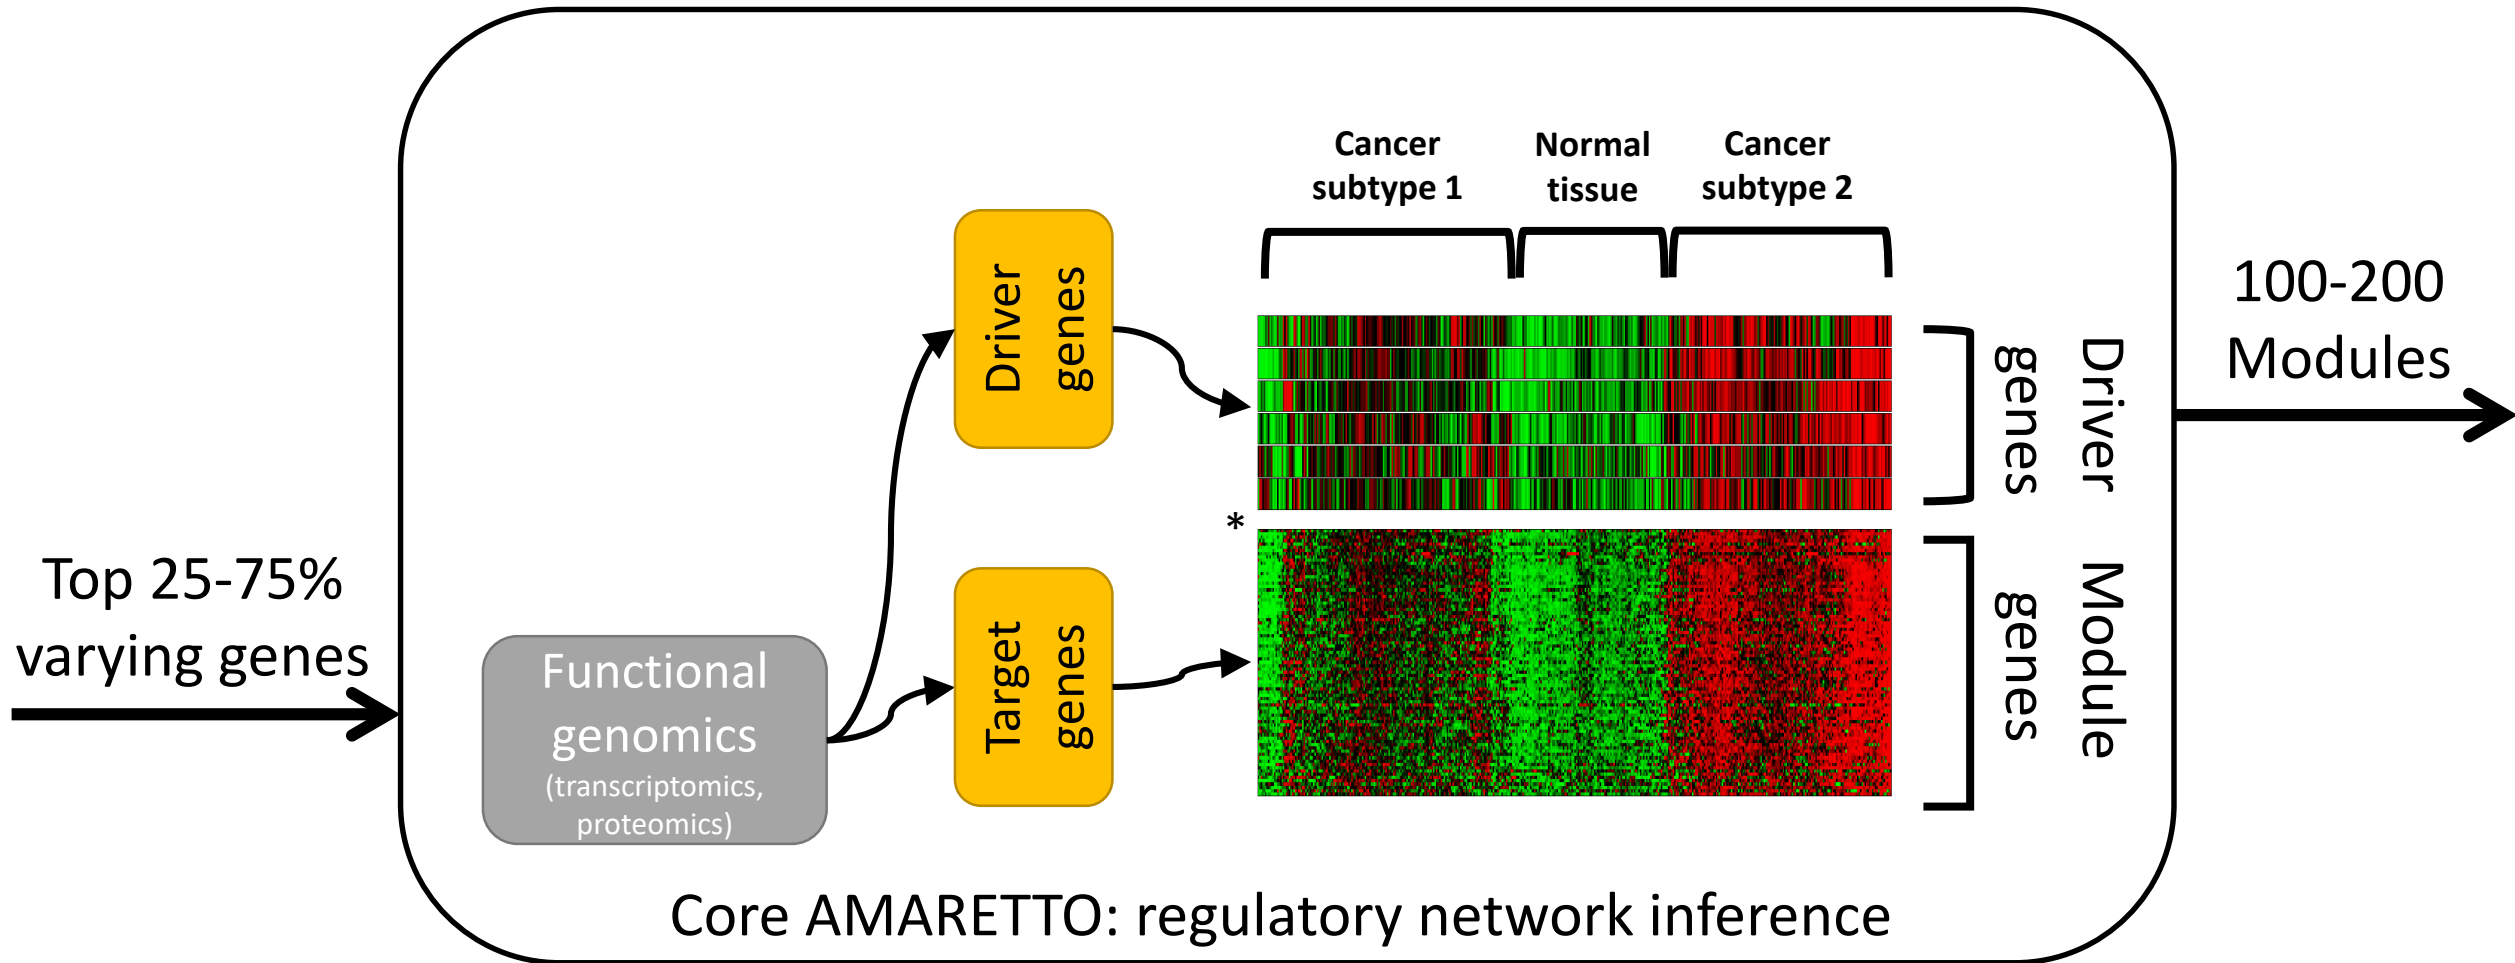 Top 25-75%
varying genes
Functional
genomics
(transcriptomics,
proteomics)
Driver
genes
Target
genes
Cancer
subtype 1
Normal
tissue
Cancer
subtype 2
*
Driver
genes
Module
genes
100-200
Modules
Core AMARETTO: regulatory network inference